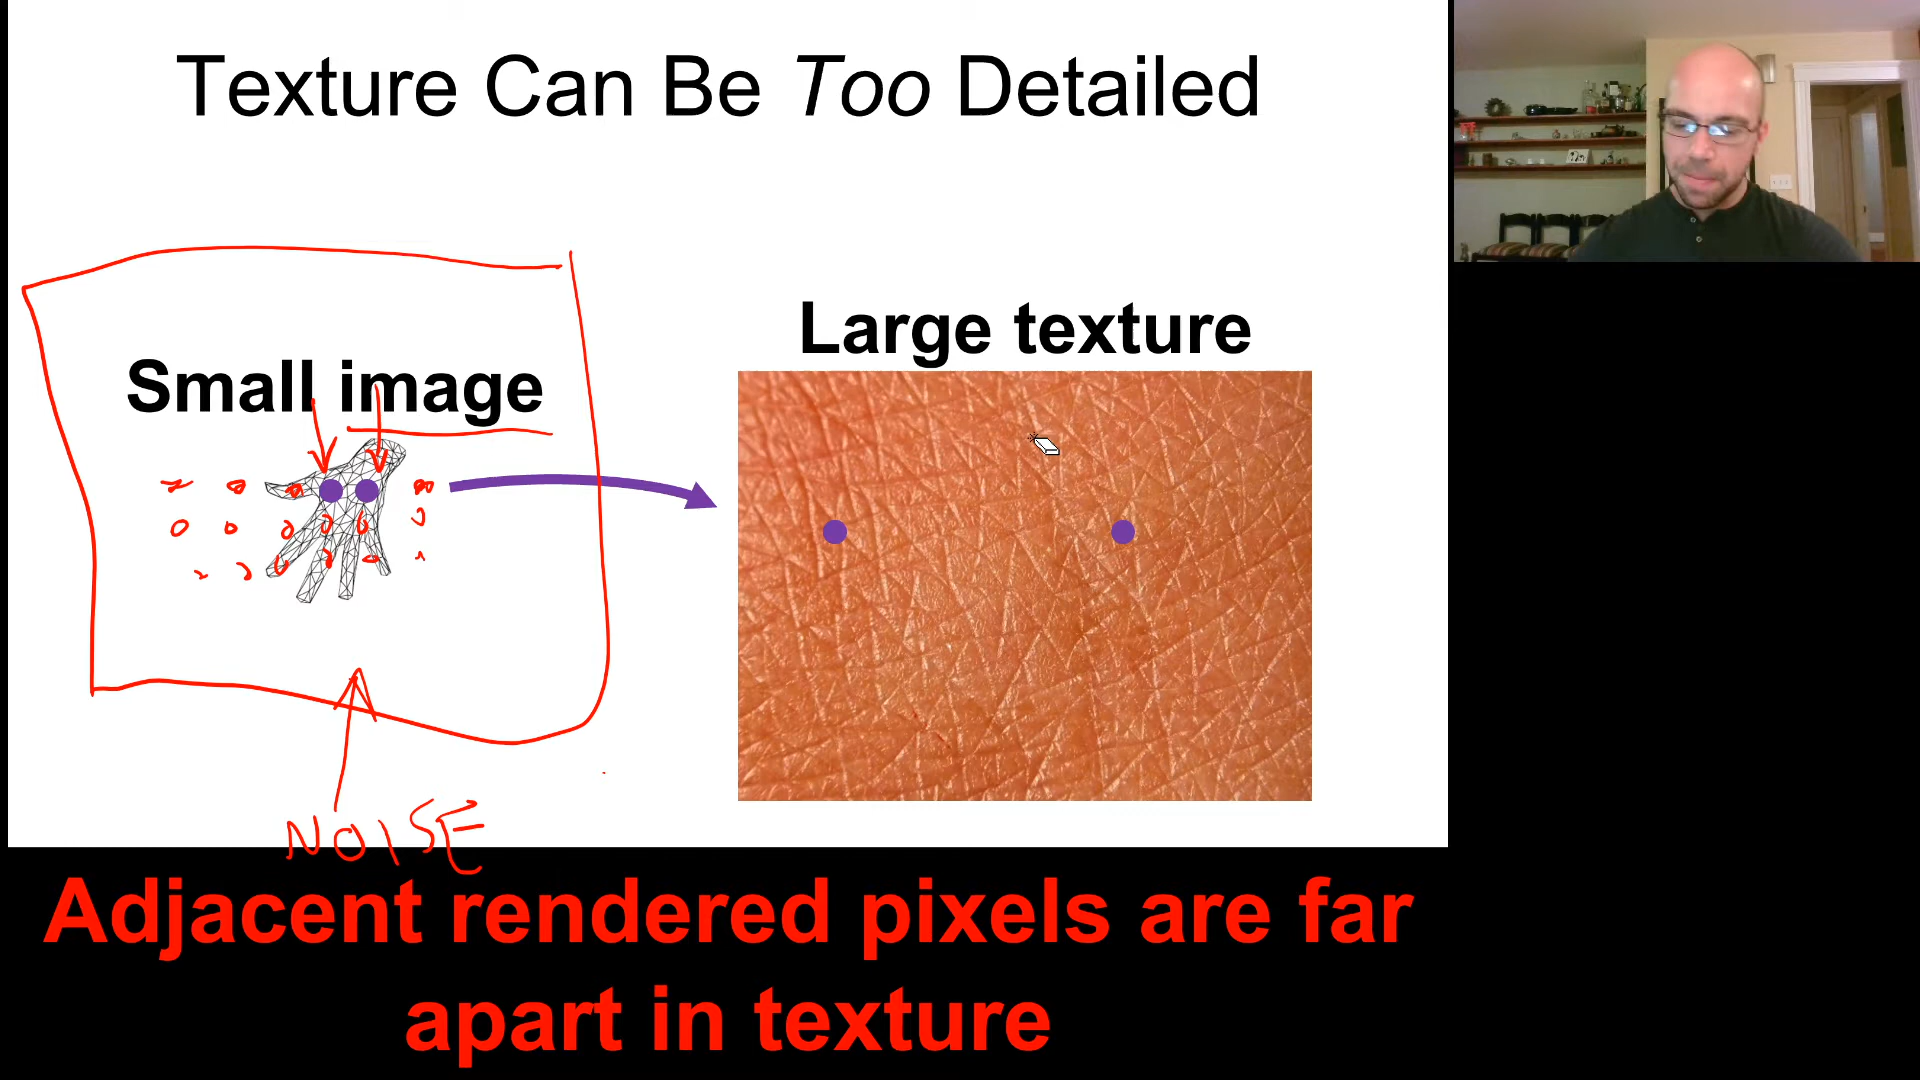 Texture Can Be Too Detailed
Large texture
Small image
NOISE
Adjacent rendered pixels are far
apart in texture